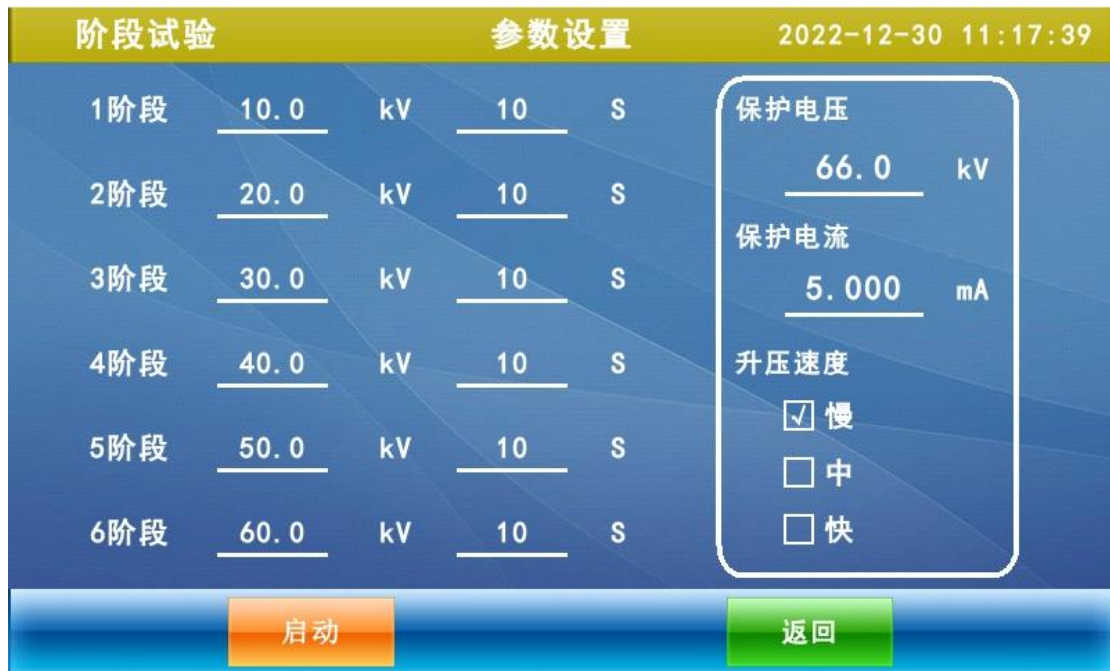 阶段试验 参数设置 2022-12-30 11:17:39
1阶段 10.0 kV 10 S
2阶段 20.0 kV 10 S
3阶段 30.0 kV 10 S
4阶段 40.0 kV 10 S
5阶段 50.0 kV 10 S
6阶段 60.0 kV 10 S
保护电压
66.0 kV
保护电流
5.000 mA
升压速度
√ 慢
中
快
启动 返回